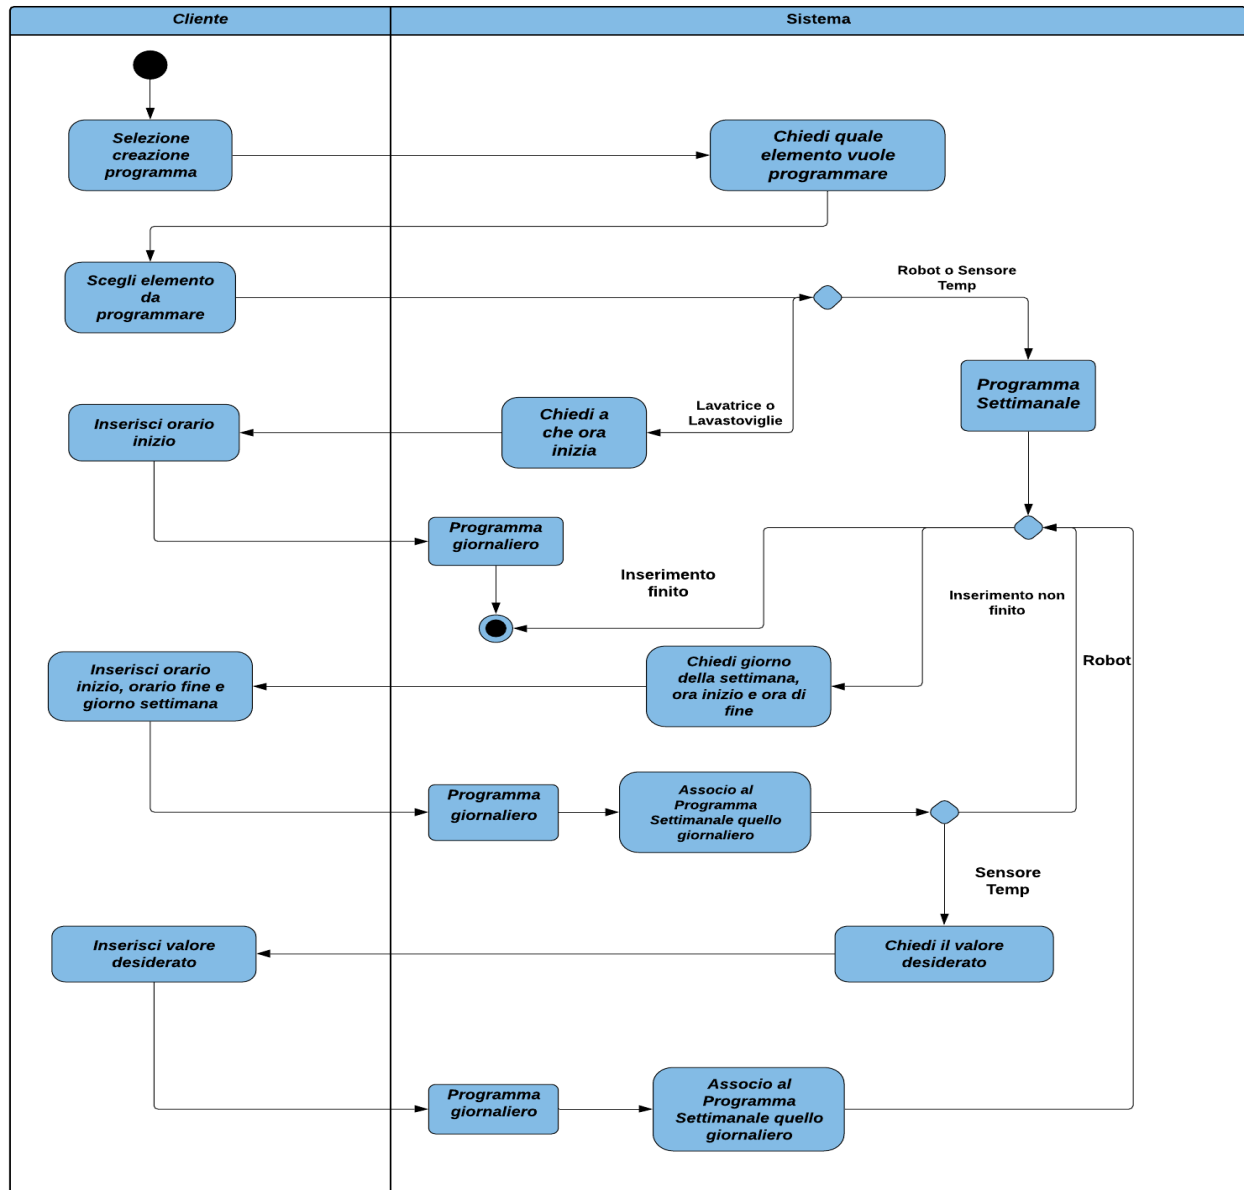 Cliente
Sistema
Selezione
creazione
programma
Chiedi quale
elemento vuole
programmare
Scegli elemento
da
programmare
Robot o Sensore
Temp
Programma
Settimanale
Lavatrice o
Lavastoviglie
Chiedi a
che ora
inizia
Inserisci orario
inizio
Programma
giornaliero
Inserimento
finito
Inserimento non
finito
Robot
Chiedi giorno
della settimana,
ora inizio e ora di
fine
Inserisci orario
inizio, orario fine e
giorno settimana
Programma
giornaliero
Associo al
Programma
Settimanale quello
giornaliero
Sensore
Temp
Chiedi il valore
desiderato
Inserisci valore
desiderato
Programma
giornaliero
Associo al
Programma
Settimanale quello
giornaliero